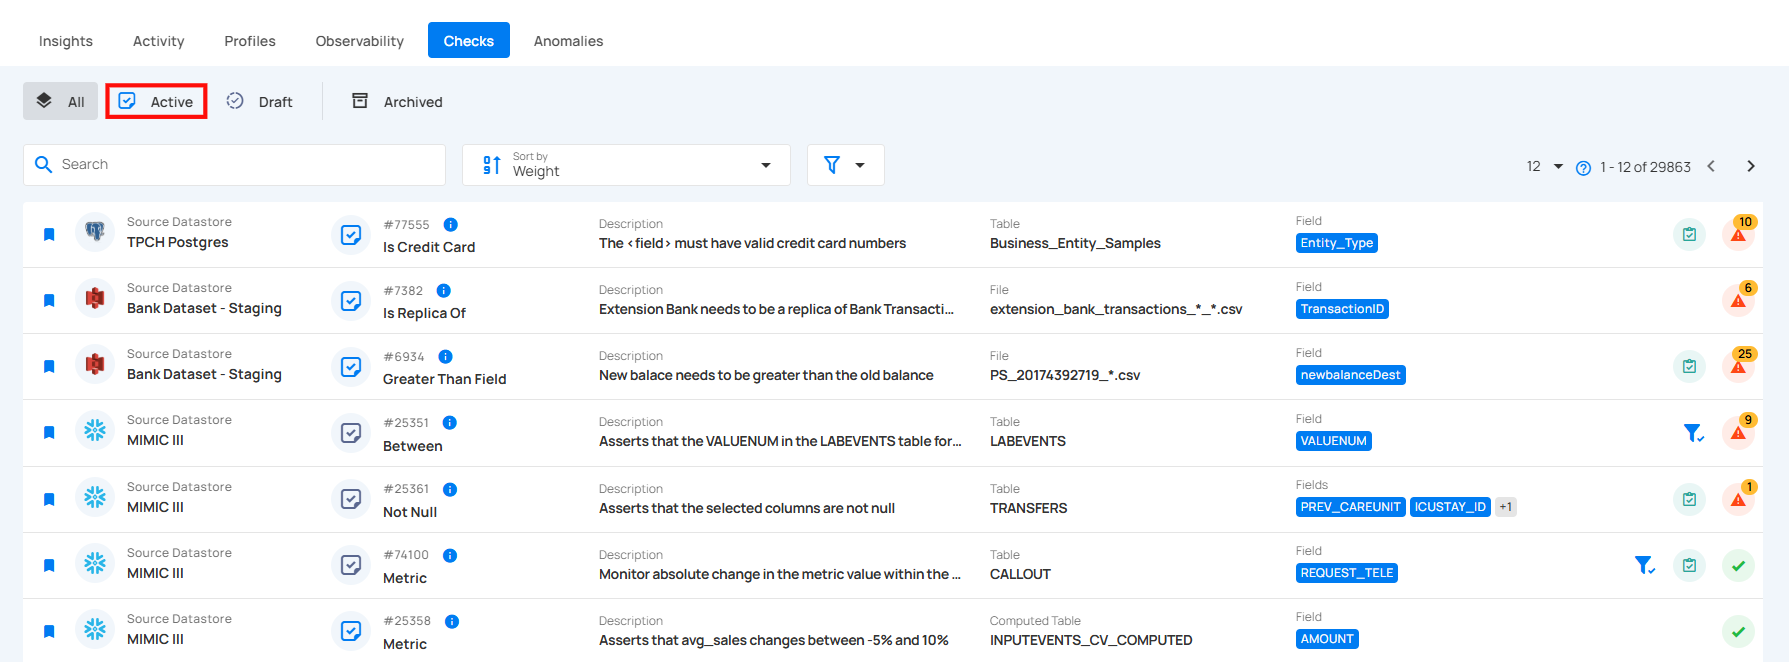 Insights Activity Profiles Observability Checks Anomalies
All Active Draft Archived
Search
Sort by
Weight
12 1 - 12 of 29863
Source Datastore
TPCH Postgres
#77555
Is Credit Card
Description
The <field> must have valid credit card numbers
Table
Business_Entity_Samples
Field
Entity_Type
10
Source Datastore
Bank Dataset - Staging
#7382
Is Replica Of
Description
Extension Bank needs to be a replica of Bank Transacti...
File
extension_bank_transactions_*_*.csv
Field
TransactionID
6
Source Datastore
Bank Dataset - Staging
#6934
Greater Than Field
Description
New balace needs to be greater than the old balance
File
PS_20174392719_*.csv
Field
newbalanceDest
25
Source Datastore
MIMIC III
#25351
Between
Description
Asserts that the VALUENUM in the LABEVENTS table for...
Table
LABEVENTS
Field
VALUENUM
9
Source Datastore
MIMIC III
#25361
Not Null
Description
Asserts that the selected columns are not null
Table
TRANSFERS
Fields
PREV_CAREUNIT ICUSTAY_ID +1
1
Source Datastore
MIMIC III
#74100
Metric
Description
Monitor absolute change in the metric value within the ...
Table
CALLOUT
Field
REQUEST_TELE
Source Datastore
MIMIC III
#25358
Metric
Description
Asserts that avg_sales changes between -5% and 10%
Computed Table
INPUTEVENTS_CV_COMPUTED
Field
AMOUNT